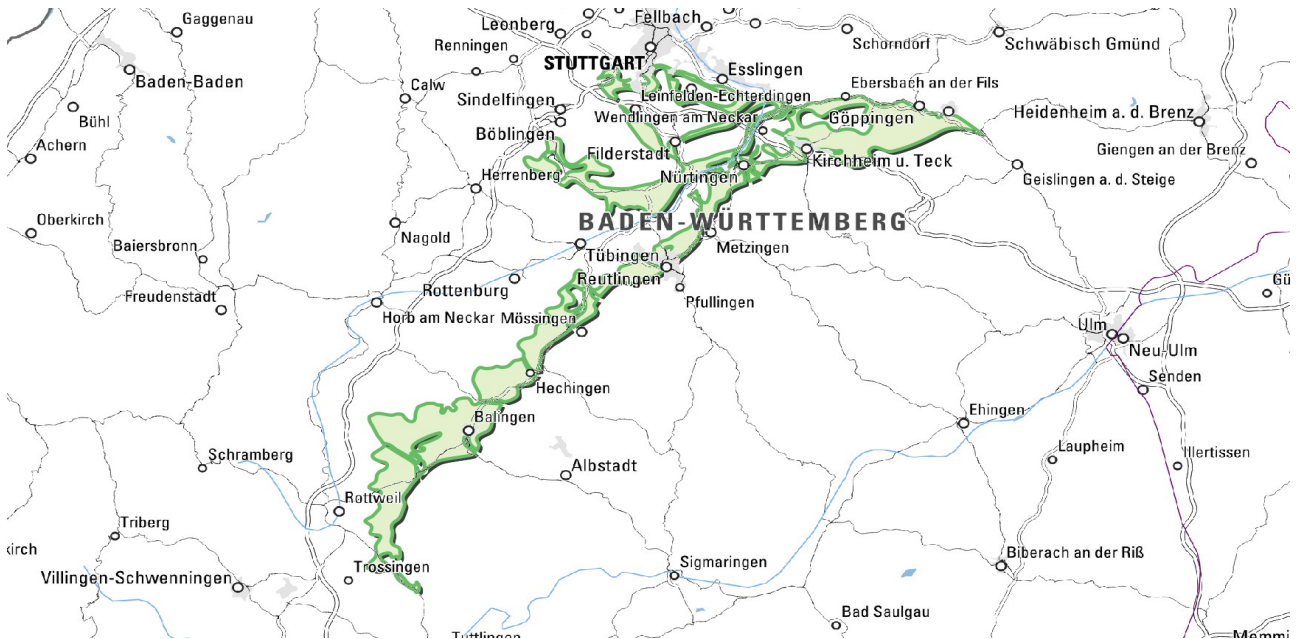 Gaggenau
Leonberg
Fellbach
Schorndorf
Schwäbisch Gmünd
Renningen
STUTTGART
Baden-Baden
Calw
Esslingen
Ebersbach an der Fils
Leinfelden-Echterdingen
Sindelfingen
Bühl
Wendlingen am Neckar
Göppingen
Heidenheim a. d. Brenz
Böblingen
Achern
Filderstadt
Kirchheim u. Teck
Giengen an der Brenz
Herrenberg
Nürtingen
Geislingen a. d. Steige
Oberkirch
BADEN-WÜRTTEMBERG
Nagold
Baiersbronn
Metzingen
Tübingen
Reutlingen
Freudenstadt
Rottenburg
Pfullingen
Gü
Horb am Neckar
Mössingen
Ulm
Neu-Ulm
Senden
Hechingen
Balingen
Ehingen
Schramberg
Albstadt
Laupheim
Illertissen
Rottweil
Triberg
kirch
Trossingen
Sigmaringen
Biberach an der Riß
Villingen-Schwenningen
Bad Saulgau
Tuttlingen
Memmi